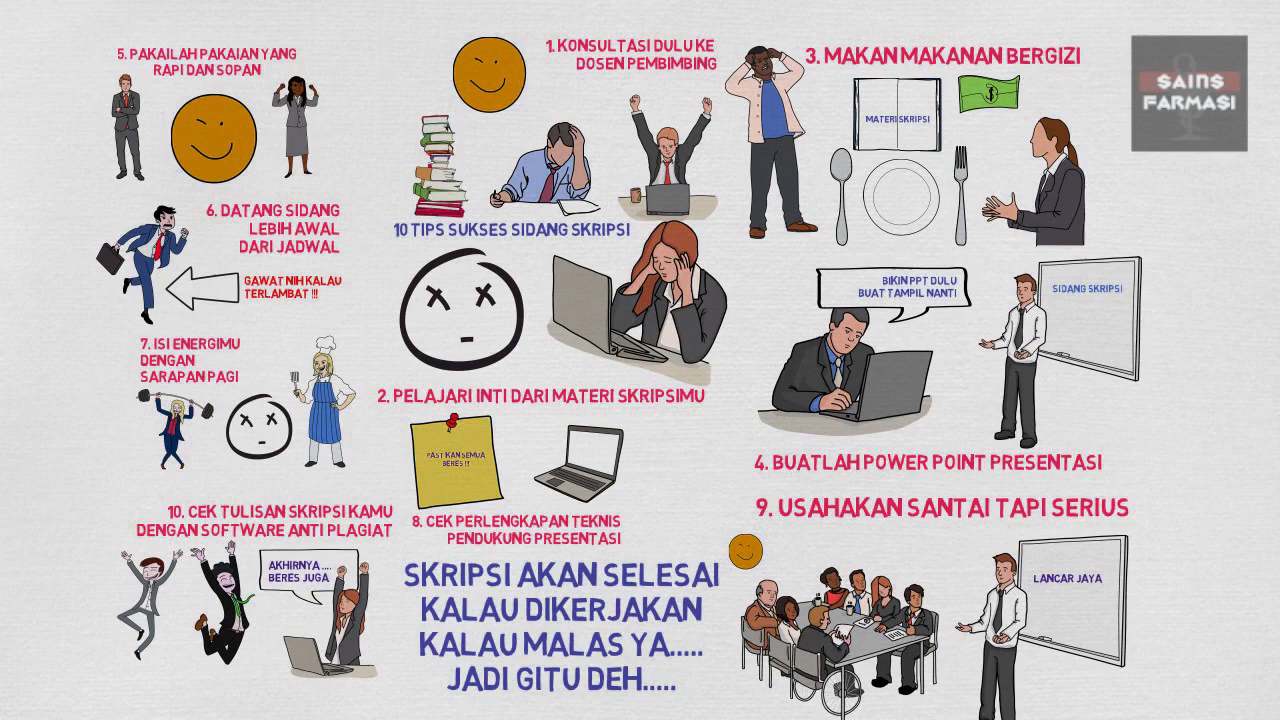 10 TIPS SUKSES SIDANG SKRIPSI
1. KONSULTASI DULU KE
DOSEN PEMBIMBING
2. PELAJARI INTI DARI MATERI SKRIPSIMU
3. MAKAN MAKANAN BERGIZI
MATERI SKRIPSI
BIKIN PPT DULU
BUAT TAMPIL NANTI
SIDANG SKRIPSI
4. BUATLAH POWER POINT PRESENTASI
5. PAKAILAH PAKAIAN YANG
RAPI DAN SOPAN
6. DATANG SIDANG
LEBIH AWAL
DARI JADWAL
GAWAT NIH KALAU
TERLAMBAT !!!
7. ISI ENERGIMU
DENGAN
SARAPAN PAGI
PASTIKAN SEMUA
BERES !!
8. CEK PERLENGKAPAN TEKNIS
PENDUKUNG PRESENTASI
9. USAHAKAN SANTAI TAPI SERIUS
LANCAR JAYA
10. CEK TULISAN SKRIPSI KAMU
DENGAN SOFTWARE ANTI PLAGIAT
AKHIRNYA ....
BERES JUGA
SKRIPSI AKAN SELESAI
KALAU DIKERJAKAN
KALAU MALAS YA.....
JADI GITU DEH.....
SAINS
FARMASI